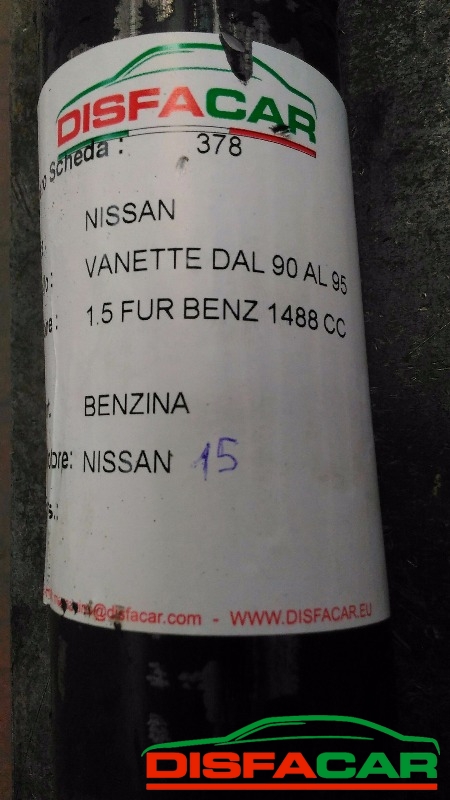 DISFACAR
o Scheda : 378
NISSAN
VANETTE DAL 90 AL 95
1.5 FUR BENZ 1488 CC
BENZINA
NISSAN 15
@disfacar.com - WWW.DISFACAR.EU
DISFACAR